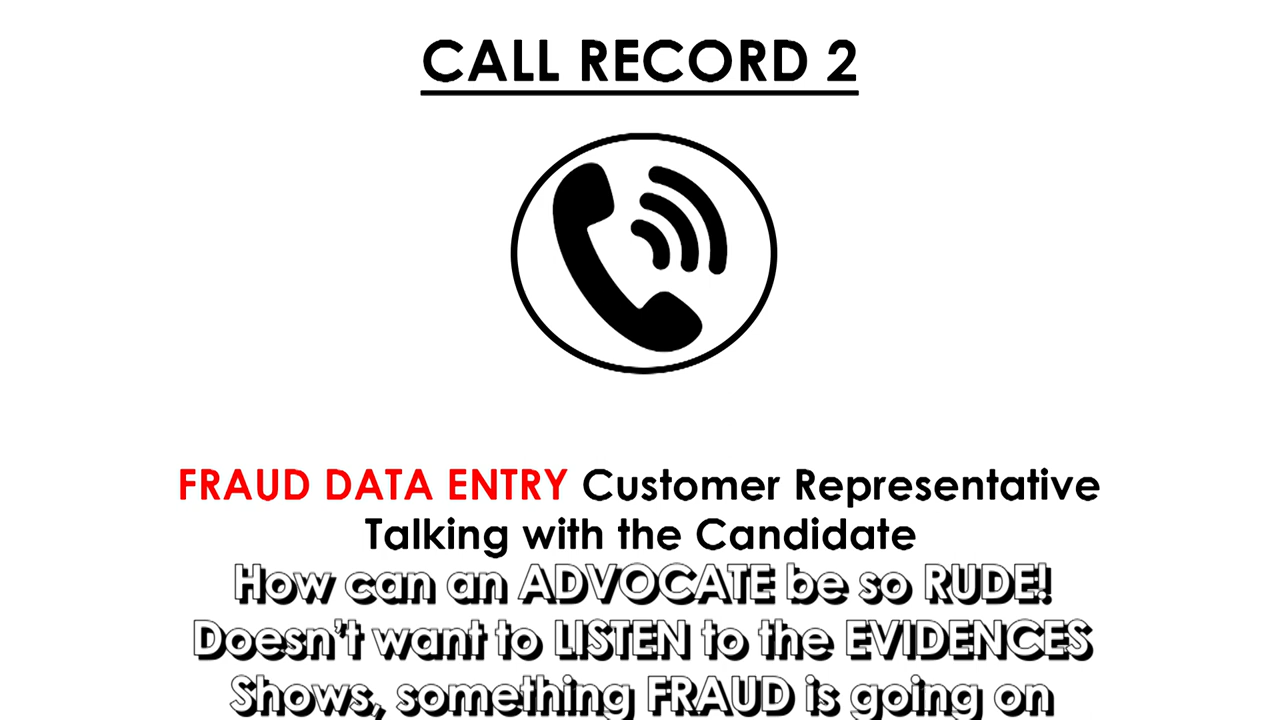 CALL RECORD 2
FRAUD DATA ENTRY Customer Representative
Talking with the Candidate
How can an ADVOCATE be so RUDE!
Doesn't want to LISTEN to the EVIDENCES
Shows, something FRAUD is going on